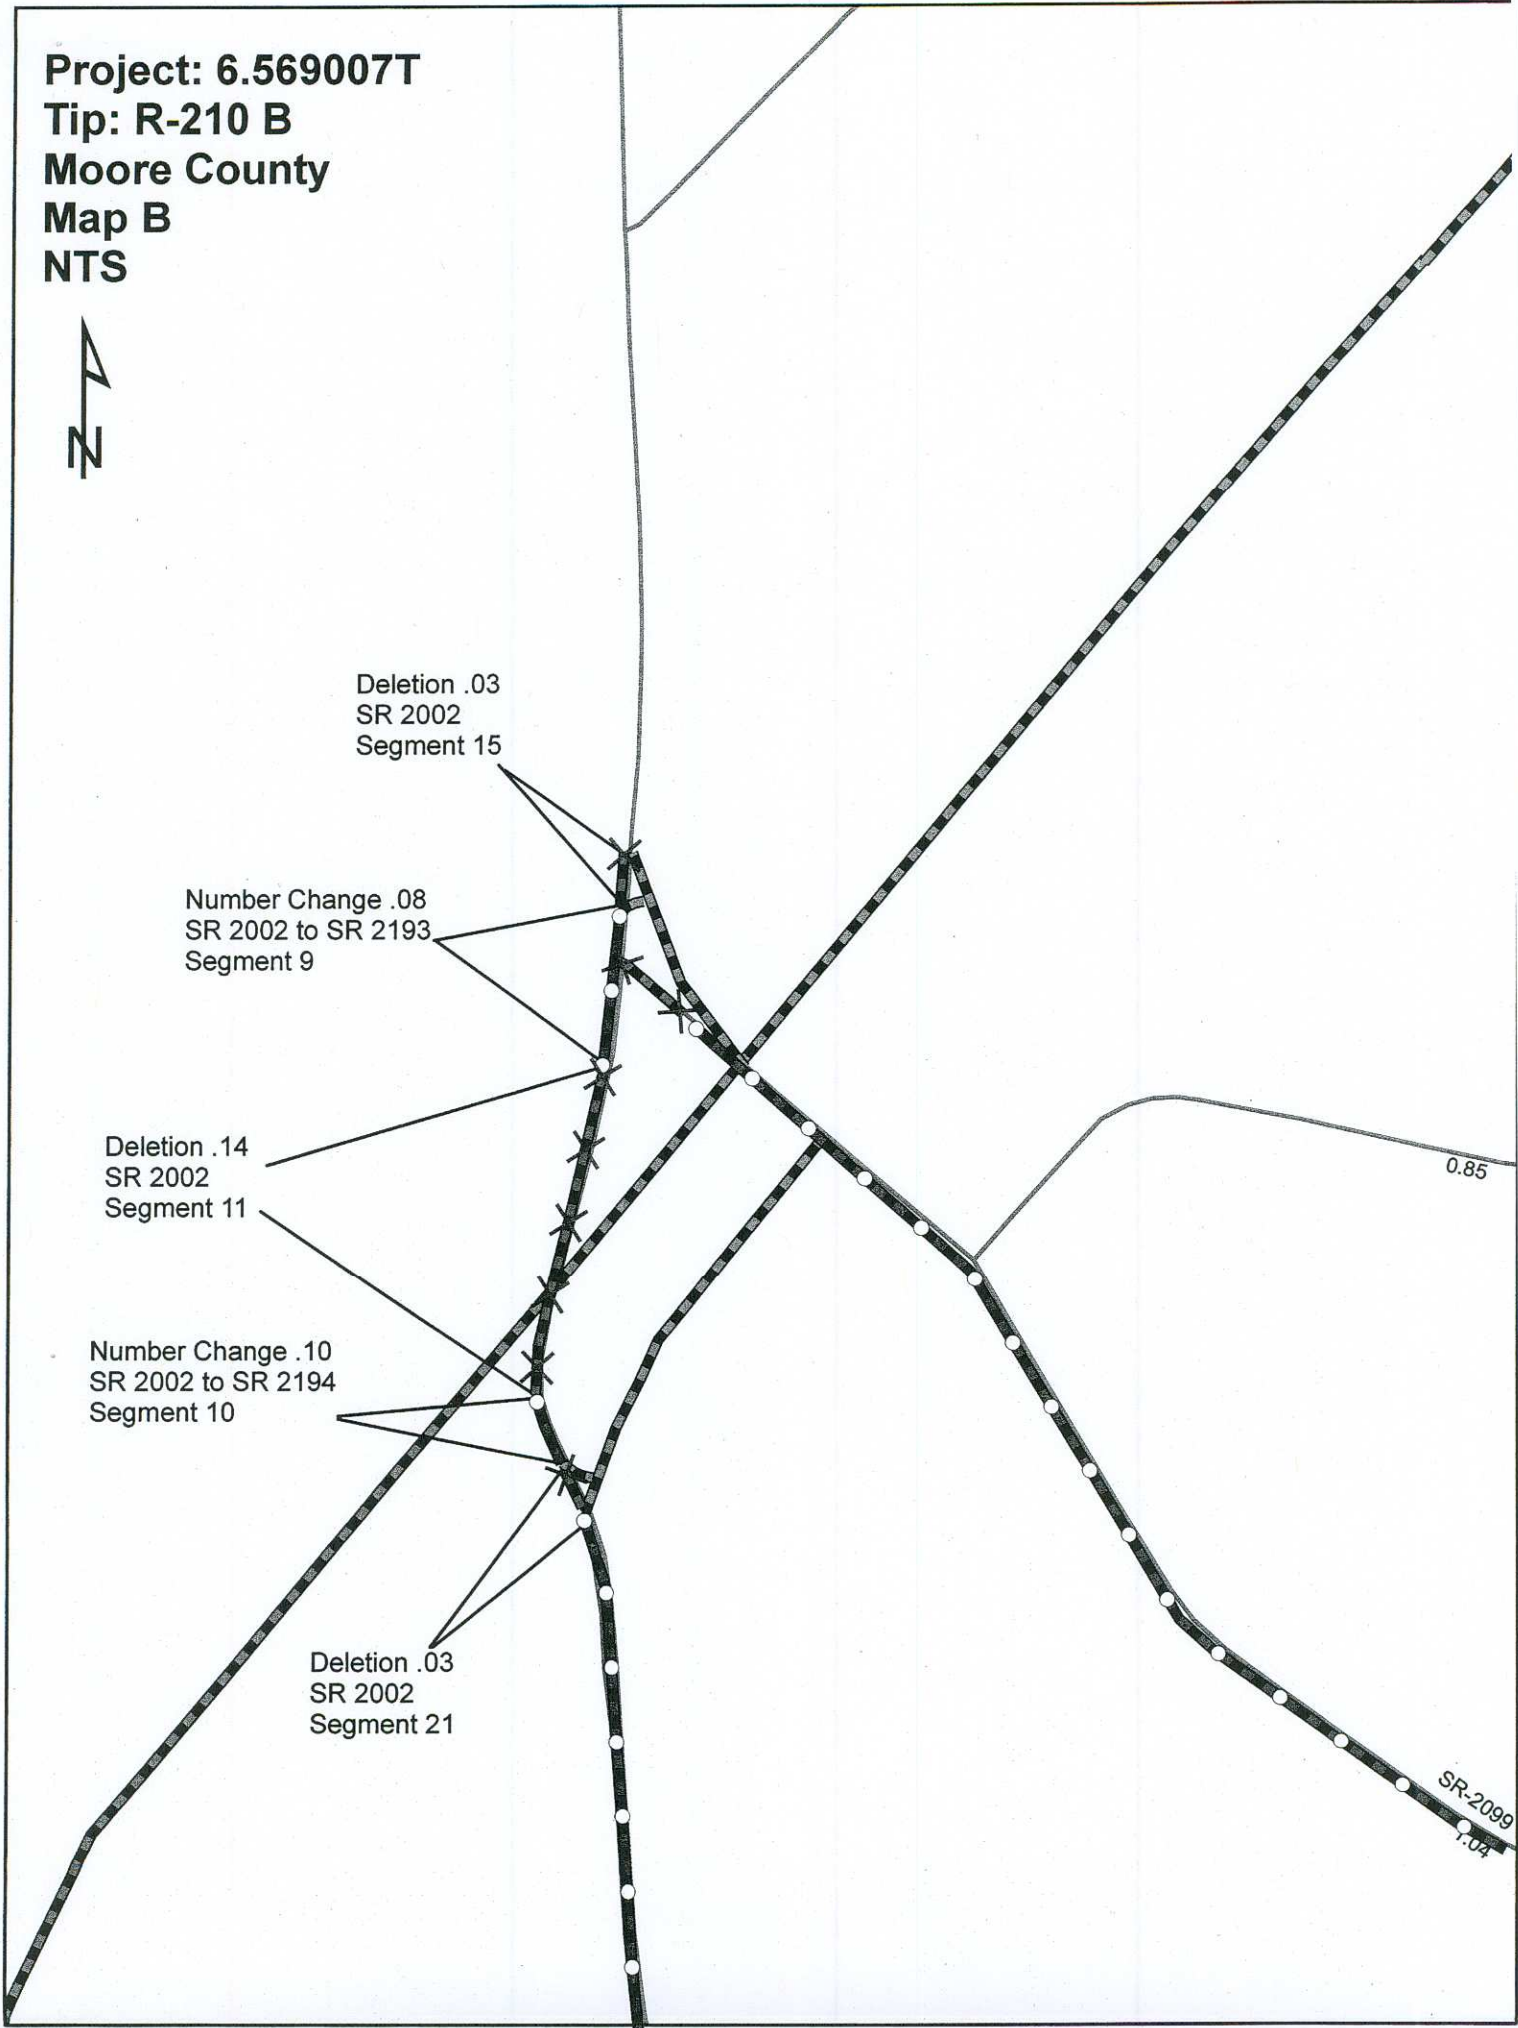 Project: 6.569007T
Tip: R-210 B
Moore County
Map B
NTS
N
Deletion .03
SR 2002
Segment 15
Number Change .08
SR 2002 to SR 2193
Segment 9
Deletion .14
SR 2002
Segment 11
0.85
Number Change .10
SR 2002 to SR 2194
Segment 10
Deletion .03
SR 2002
Segment 21
SR-2099
1.04